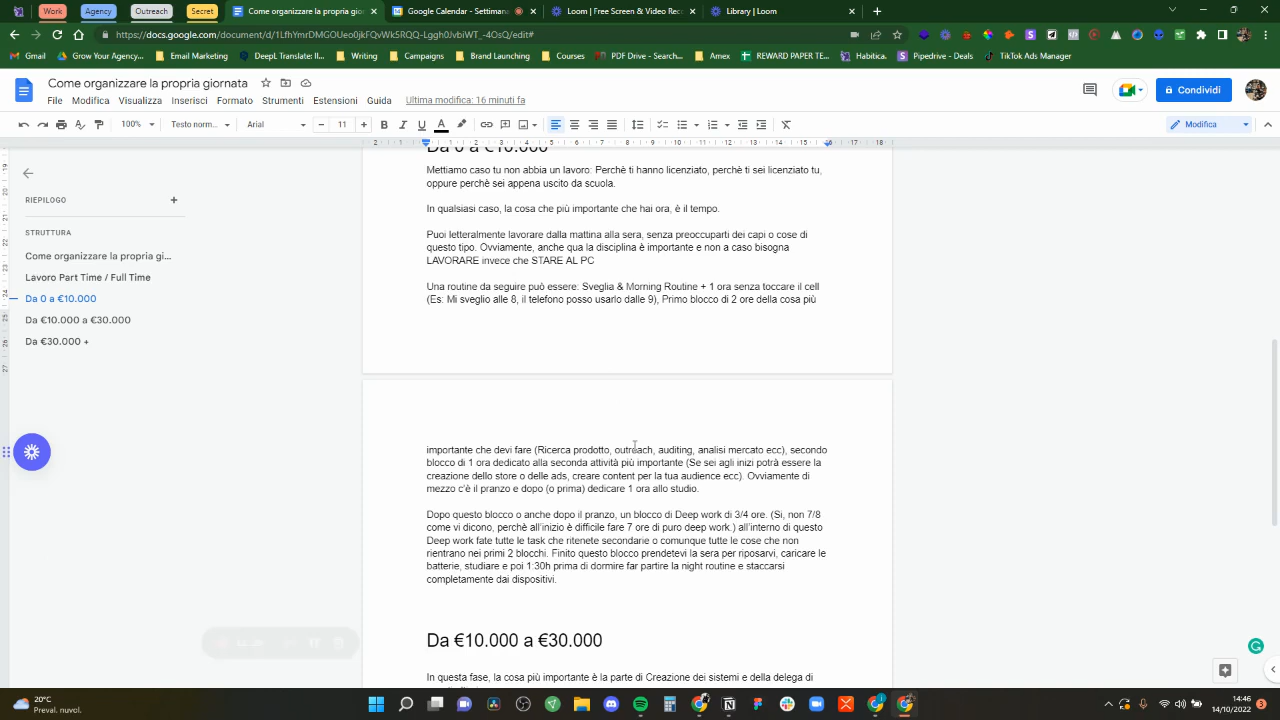 Work
Agency
Outreach
Secret
Come organizzare la propria gior
Google Calendar - Settimana
Loom | Free Screen & Video Rec
Library | Loom
https://docs.google.com/document/d/1LfhYmrDMGOUeo0jkFQvWkSRQQ-Lggh0JvbiWT_-4OsQ/edit#
Gmail
Grow Your Agency...
Email Marketing
DeepL Translate: Il...
Writing
Campaigns
Brand Launching
Courses
PDF Drive - Search...
Amex
REWARD PAPER TE...
Habitica.
Pipedrive - Deals
TikTok Ads Manager
Come organizzare la propria giornata
File Modifica Visualizza Inserisci Formato Strumenti Estensioni Guida Ultima modifica: 16 minuti fa
Condividi
100% Testo norm... Arial 11
Modifica
RIEPILOGO
STRUTTURA
Come organizzare la propria gi...
Lavoro Part Time / Full Time
Da 0 a €10.000
Da €10.000 a €30.000
Da €30.000 +
Da 0 a €10.000
Mettiamo caso tu non abbia un lavoro: Perchè ti hanno licenziato, perchè ti sei licenziato tu,
oppure perchè sei appena uscito da scuola.
In qualsiasi caso, la cosa che più importante che hai ora, è il tempo.
Puoi letteralmente lavorare dalla mattina alla sera, senza preoccuparti dei capi o cose di
questo tipo. Ovviamente, anche qua la disciplina è importante e non a caso bisogna
LAVORARE invece che STARE AL PC
Una routine da seguire può essere: Sveglia & Morning Routine + 1 ora senza toccare il cell
(Es: Mi sveglio alle 8, il telefono posso usarlo dalle 9), Primo blocco di 2 ore della cosa più
importante che devi fare (Ricerca prodotto, outreach, auditing, analisi mercato ecc), secondo
blocco di 1 ora dedicato alla seconda attività più importante (Se sei agli inizi potrà essere la
creazione dello store o delle ads, creare content per la tua audience ecc). Ovviamente di
mezzo c'è il pranzo e dopo (o prima) dedicare 1 ora allo studio.
Dopo questo blocco o anche dopo il pranzo, un blocco di Deep work di 3/4 ore. (Si, non 7/8
come vi dicono, perchè all'inizio è difficile fare 7 ore di puro deep work.) all'interno di questo
Deep work fate tutte le task che ritenete secondarie o comunque tutte le cose che non
rientrano nei primi 2 blocchi. Finito questo blocco prendetevi la sera per riposarvi, caricare le
batterie, studiare e poi 1:30h prima di dormire far partire la night routine e staccarsi
completamente dai dispositivi.
Da €10.000 a €30.000
In questa fase, la cosa più importante è la parte di Creazione dei sistemi e della delega di
20°C
Preval. nuvol.
14:46
14/10/2022